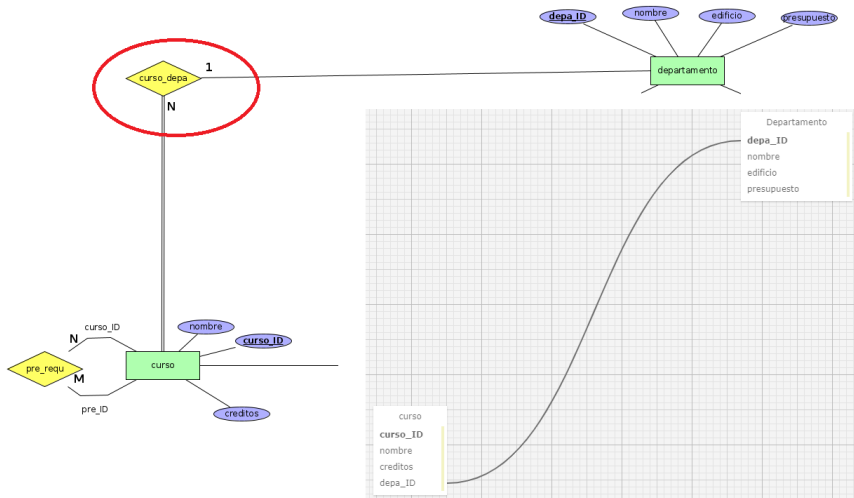 depa_ID
nombre
edificio
presupuesto
curso_depa
1
departamento
N
Departamento
depa_ID
nombre
edificio
presupuesto
curso_ID
nombre
N
curso_ID
pre_requ
curso
M
pre_ID
creditos
curso
curso_ID
nombre
creditos
depa_ID